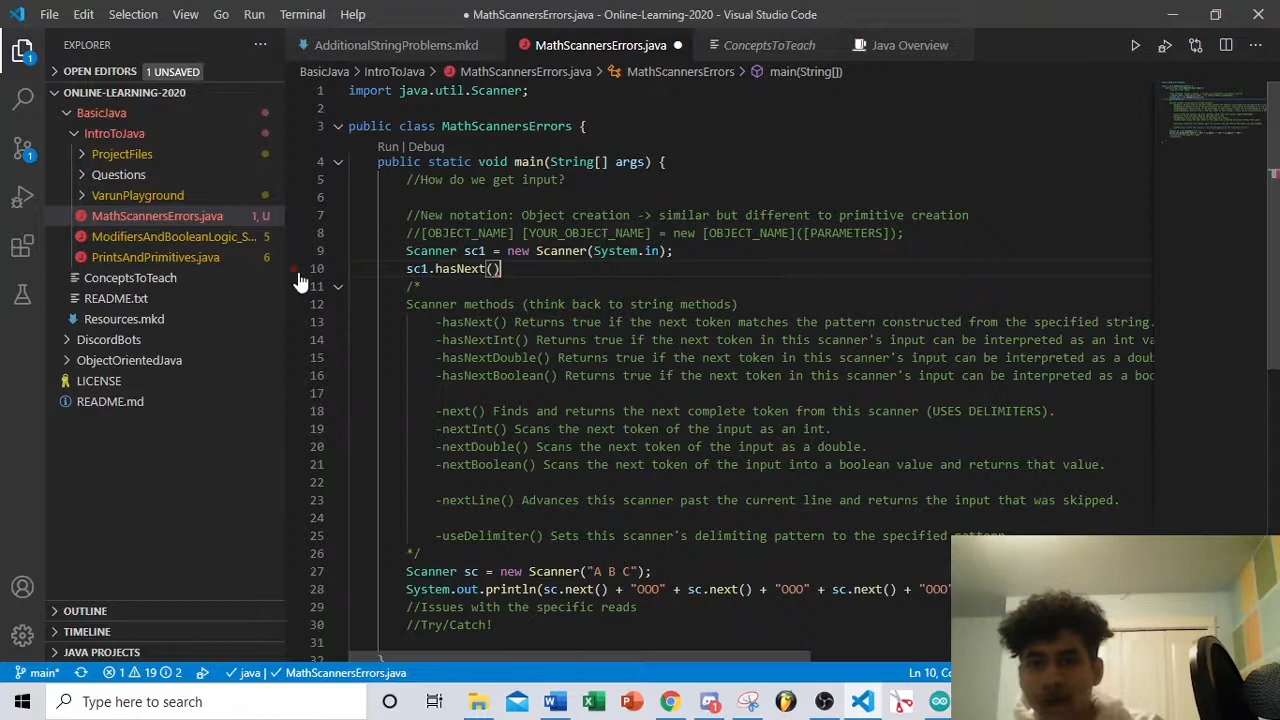 File Edit Selection View Go Run Terminal Help
● MathScannersErrors.java - Online-Learning-2020 - Visual Studio Code
EXPLORER
AdditionalStringProblems.mkd
MathScannersErrors.java
ConceptsToTeach
Java Overview
OPEN EDITORS 1 UNSAVED
BasicJava > IntroToJava > MathScannersErrors.java > MathScannersErrors > main(String[])
ONLINE-LEARNING-2020
BasicJava
IntroToJava
ProjectFiles
Questions
VarunPlayground
MathScannersErrors.java 1, U
ModifiersAndBooleanLogic_S... 5
PrintsAndPrimitives.java 6
ConceptsToTeach
README.txt
Resources.mkd
DiscordBots
ObjectOrientedJava
LICENSE
README.md
OUTLINE
TIMELINE
JAVA PROJECTS
1 import java.util.Scanner;
2
3 public class MathScannersErrors {
Run | Debug
4 public static void main(String[] args) {
5 //How do we get input?
6
7 //New notation: Object creation -> similar but different to primitive creation
8 //[OBJECT_NAME] [YOUR_OBJECT_NAME] = new [OBJECT_NAME]([PARAMETERS]);
9 Scanner sc1 = new Scanner(System.in);
10 sc1.hasNext()
11 /*
12 Scanner methods (think back to string methods)
13 -hasNext() Returns true if the next token matches the pattern constructed from the specified string.
14 -hasNextInt() Returns true if the next token in this scanner's input can be interpreted as an int va
15 -hasNextDouble() Returns true if the next token in this scanner's input can be interpreted as a doub
16 -hasNextBoolean() Returns true if the next token in this scanner's input can be interpreted as a boo
17
18 -next() Finds and returns the next complete token from this scanner (USES DELIMITERS).
19 -nextInt() Scans the next token of the input as an int.
20 -nextDouble() Scans the next token of the input as a double.
21 -nextBoolean() Scans the next token of the input into a boolean value and returns that value.
22
23 -nextLine() Advances this scanner past the current line and returns the input that was skipped.
24
25 -useDelimiter() Sets this scanner's delimiting pattern to the specified
26 */
27 Scanner sc = new Scanner("A B C");
28 System.out.println(sc.next() + "OOO" + sc.next() + "OOO" + sc.next() + "OOO"
29 //Issues with the specific reads
30 //Try/Catch!
31
32 }
main* 1 19 2 java MathScannersErrors.java
Ln 10,
Type here to search